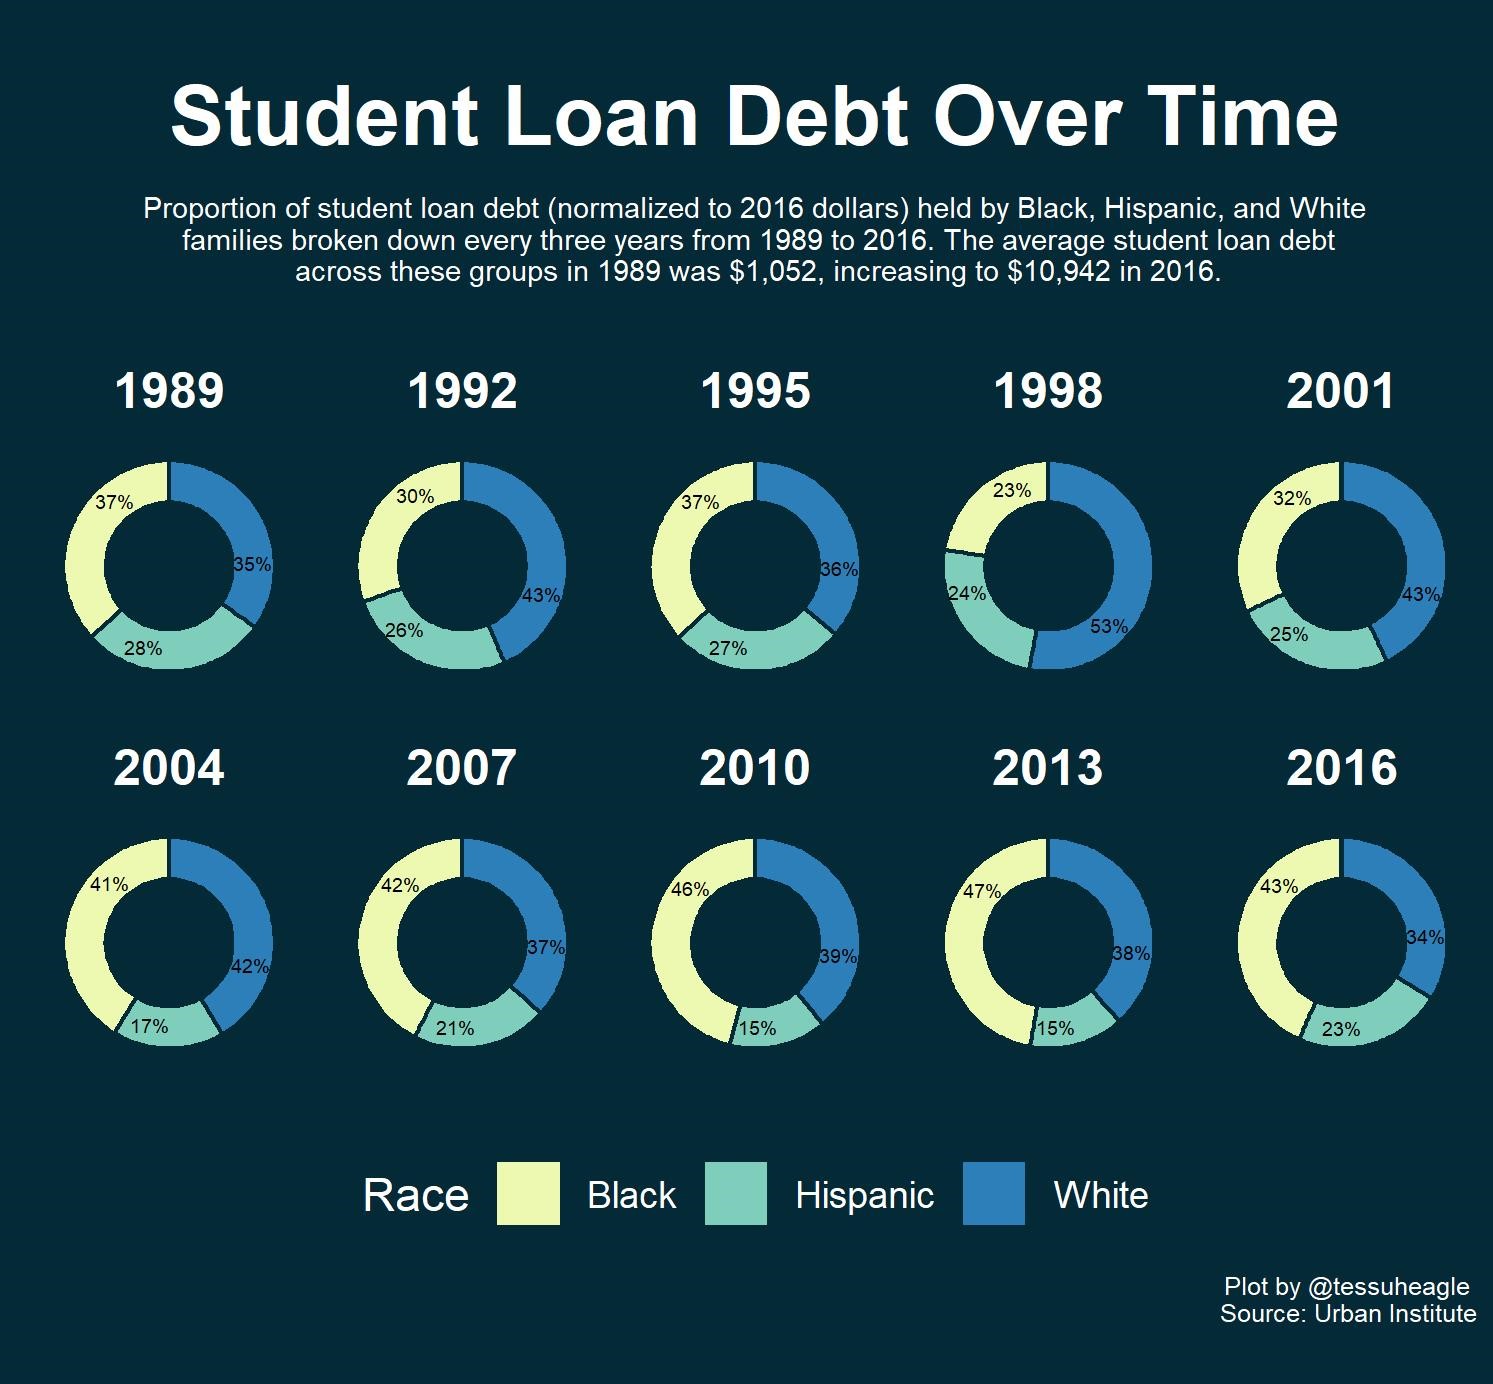 Student Loan Debt Over Time
Proportion of student loan debt (normalized to 2016 dollars) held by Black, Hispanic, and White
families broken down every three years from 1989 to 2016. The average student loan debt
across these groups in 1989 was $1,052, increasing to $10,942 in 2016.
1989 1992 1995 1998 2001
37% 35% 28%
30% 43% 26%
37% 36% 27%
23% 24% 53%
32% 43% 25%
2004 2007 2010 2013 2016
41% 42% 17%
42% 37% 21%
46% 39% 15%
47% 38% 15%
43% 34% 23%
Race Black Hispanic White
Plot by @tessuheagle
Source: Urban Institute